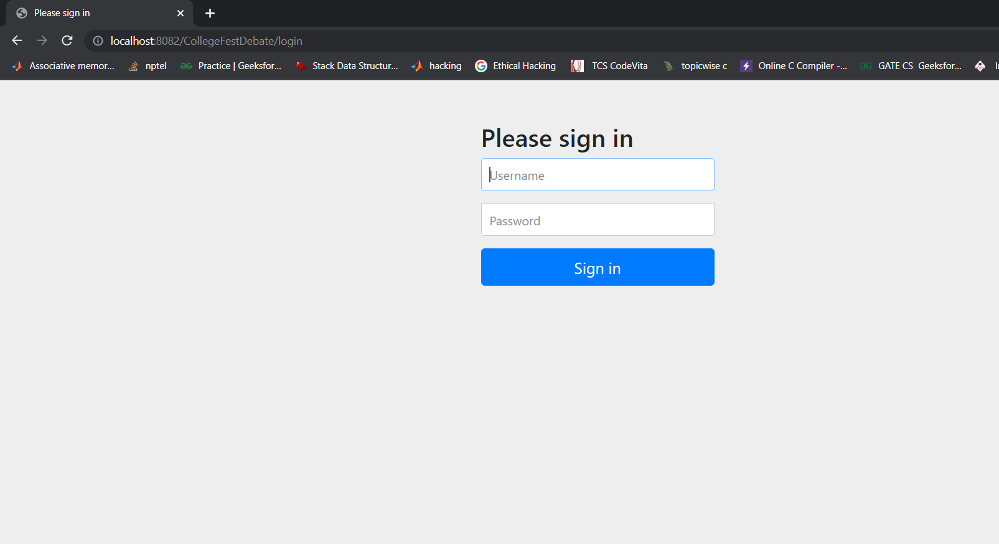 Please sign in
localhost:8082/CollegeFestDebate/login
Associative memor... nptel Practice | Geeksfor... Stack Data Structur... hacking Ethical Hacking TCS CodeVita topicwise c Online C Compiler -... GATE CS Geeksfor...
Please sign in
Username
Password
Sign in